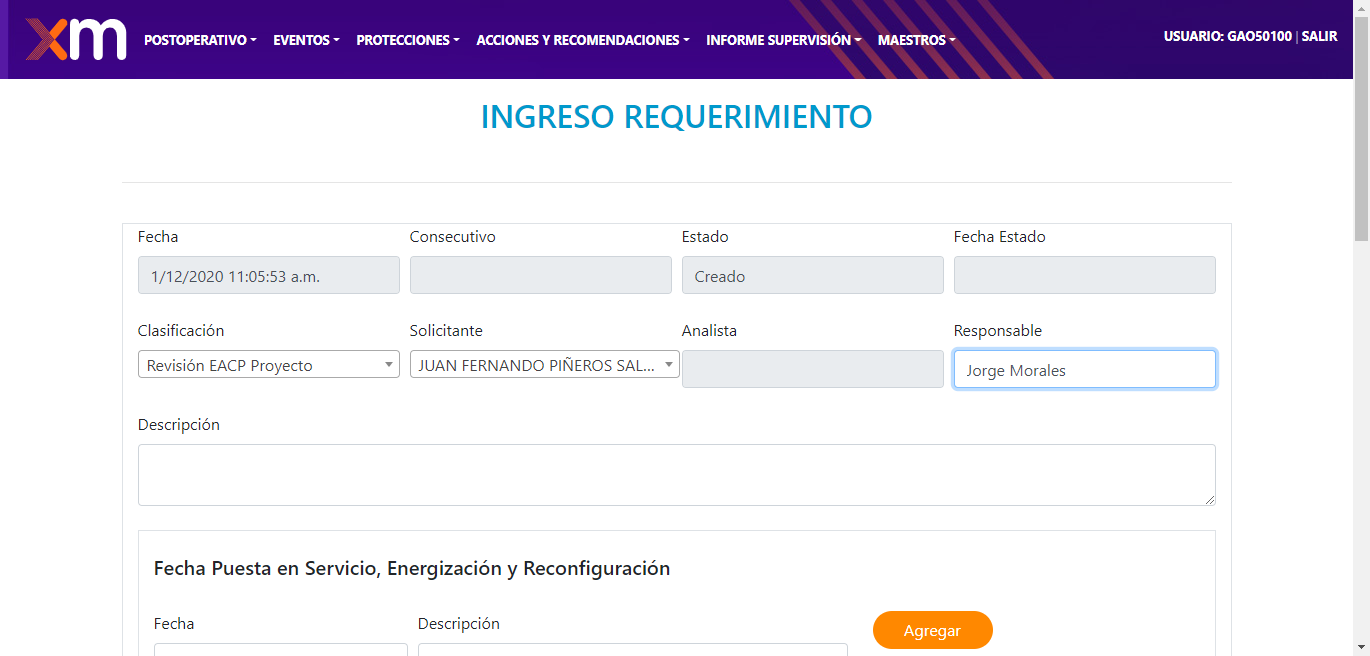 xm POSTOPERATIVO EVENTOS PROTECCIONES ACCIONES Y RECOMENDACIONES INFORME SUPERVISIÓN MAESTROS USUARIO: GAO50100 | SALIR
INGRESO REQUERIMIENTO
Fecha Consecutivo Estado Fecha Estado
1/12/2020 11:05:53 a.m. Creado
Clasificación Solicitante Analista Responsable
Revisión EACP Proyecto JUAN FERNANDO PIÑEROS SAL... Jorge Morales
Descripción
Fecha Puesta en Servicio, Energización y Reconfiguración
Fecha Descripción Agregar